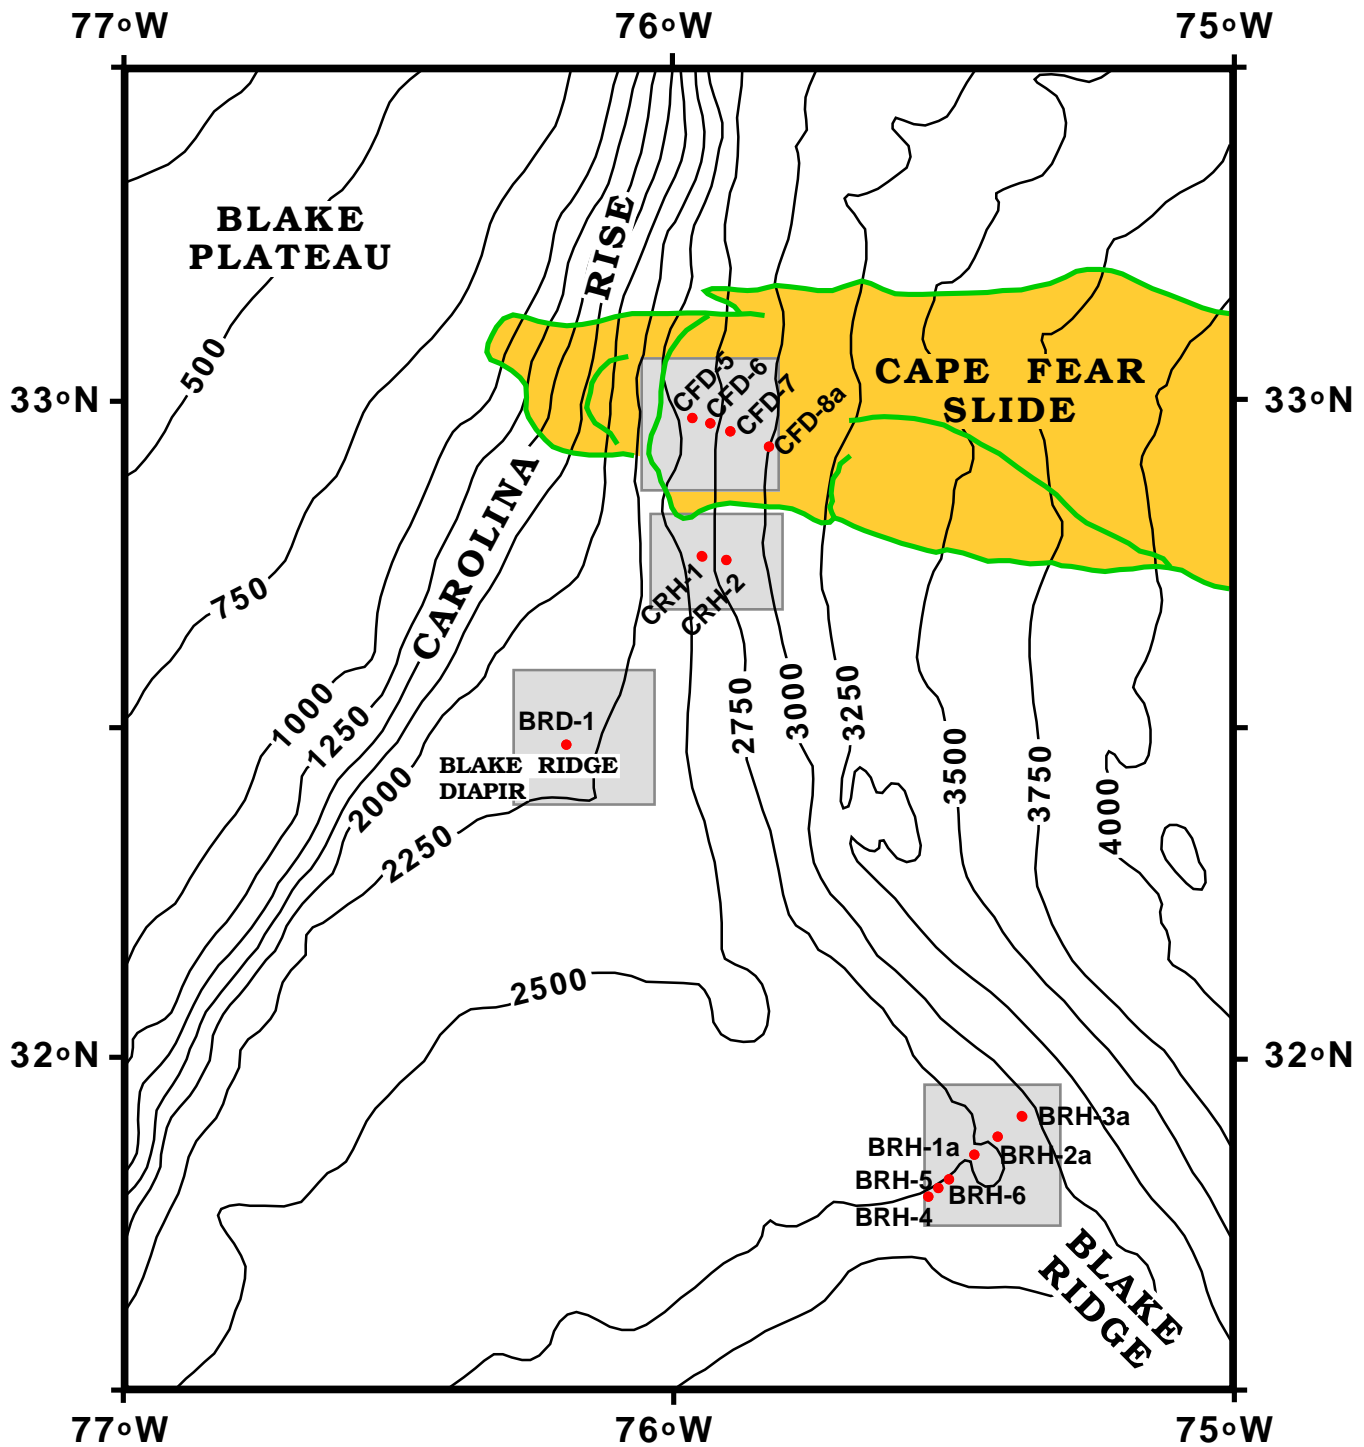 77°W 76°W 75°W
BLAKE
PLATEAU
RISE
500
33°N
33°N
CFD-5
CFD-6
CFD-7
CFD-8a
CAPE FEAR
SLIDE
CAROLINA
750
CRH-1
CRH-2
1000
1250
2000
2250
BRD-1
BLAKE RIDGE
DIAPIR
2750
3000
3250
3500
3750
4000
2500
32°N
32°N
BRH-3a
BRH-1a
BRH-2a
BRH-5
BRH-6
BRH-4
BLAKE
RIDGE
77°W 76°W 75°W